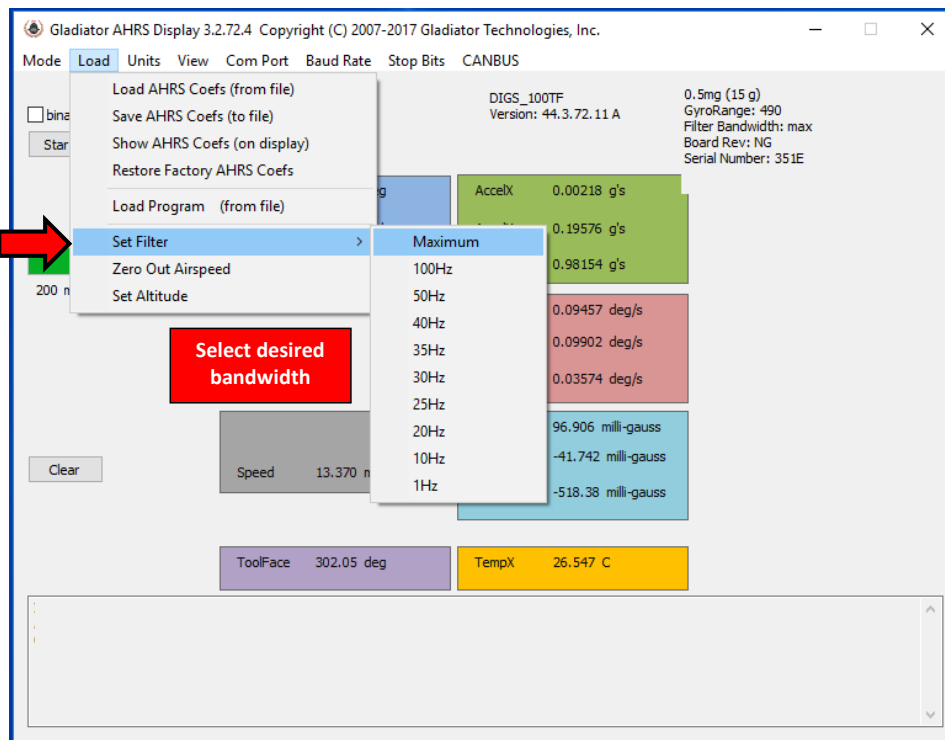 Gladiator AHRS Display 3.2.72.4 Copyright (C) 2007-2017 Gladiator Technologies, Inc.
Mode Load Units View Com Port Baud Rate Stop Bits CANBUS
Load AHRS Coefs (from file)
Save AHRS Coefs (to file)
Show AHRS Coefs (on display)
Restore Factory AHRS Coefs
Load Program (from file)
Set Filter >
Zero Out Airspeed
Set Altitude
Maximum
100Hz
50Hz
40Hz
35Hz
30Hz
25Hz
20Hz
10Hz
1Hz
DIGS_100TF
Version: 44.3.72.11 A
0.5mg (15 g)
GyroRange: 490
Filter Bandwidth: max
Board Rev: NG
Serial Number: 351E
AccelX 0.00218 g's
0.19576 g's
0.98154 g's
200
0.09457 deg/s
0.09902 deg/s
0.03574 deg/s
Select desired
bandwidth
96.906 milli-gauss
-41.742 milli-gauss
-518.38 milli-gauss
Clear
Speed 13.370
ToolFace 302.05 deg
TempX 26.547 C